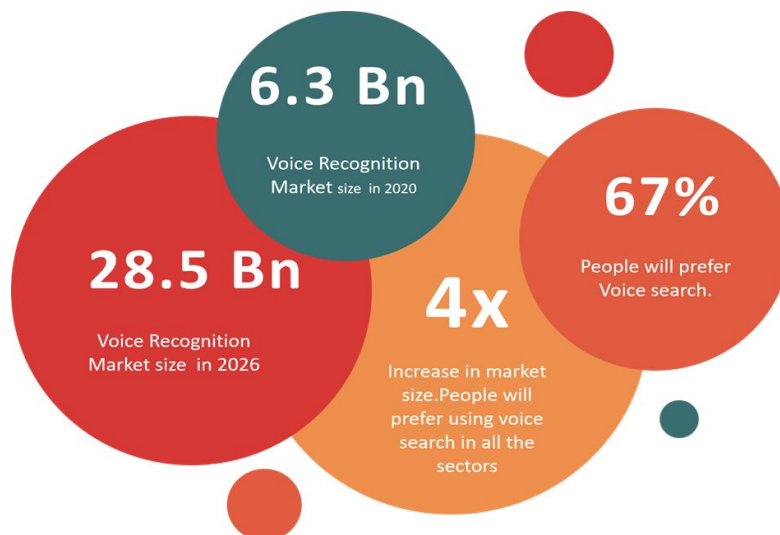 6.3 Bn
Voice Recognition
Market size in 2020
28.5 Bn
Voice Recognition
Market size in 2026
4x
Increase in market
size.People will
prefer using voice
search in all the
sectors
67%
People will prefer
Voice search.